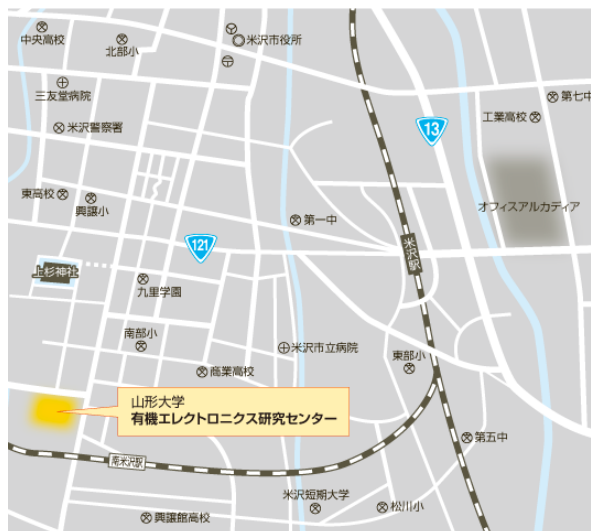 中央高校
北部小
米沢市役所
三友堂病院
米沢警察署
第七中
工業高校
13
東高校
興譲小
オフィスアルカディア
第一中
121
米沢駅
上杉神社
九里学園
南部小
米沢市立病院
東部小
商業高校
山形大学
有機エレクトロニクス研究センター
第五中
南米沢駅
米沢短期大学
松川小
興譲館高校